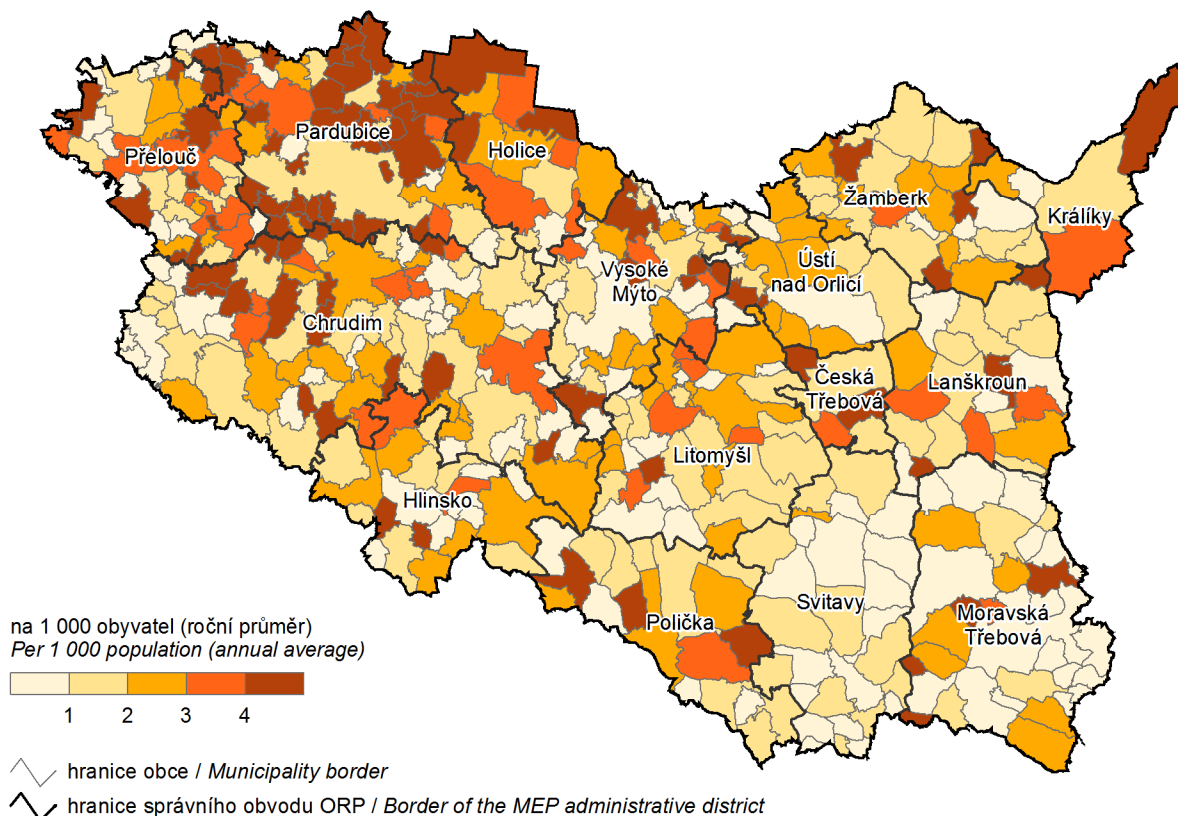 Pardubice
Přelouč
Holice
Žamberk
Králíky
Vysoké
Mýto
Ústí
nad Orlicí
Chrudim
Česká
Třebová
Lanškroun
Litomyšl
Hlinsko
Svitavy
Moravská
Třebová
Polička
na 1 000 obyvatel (roční průměr)
Per 1 000 population (annual average)
1 2 3 4
hranice obce / Municipality border
hranice správního obvodu ORP / Border of the MEP administrative district